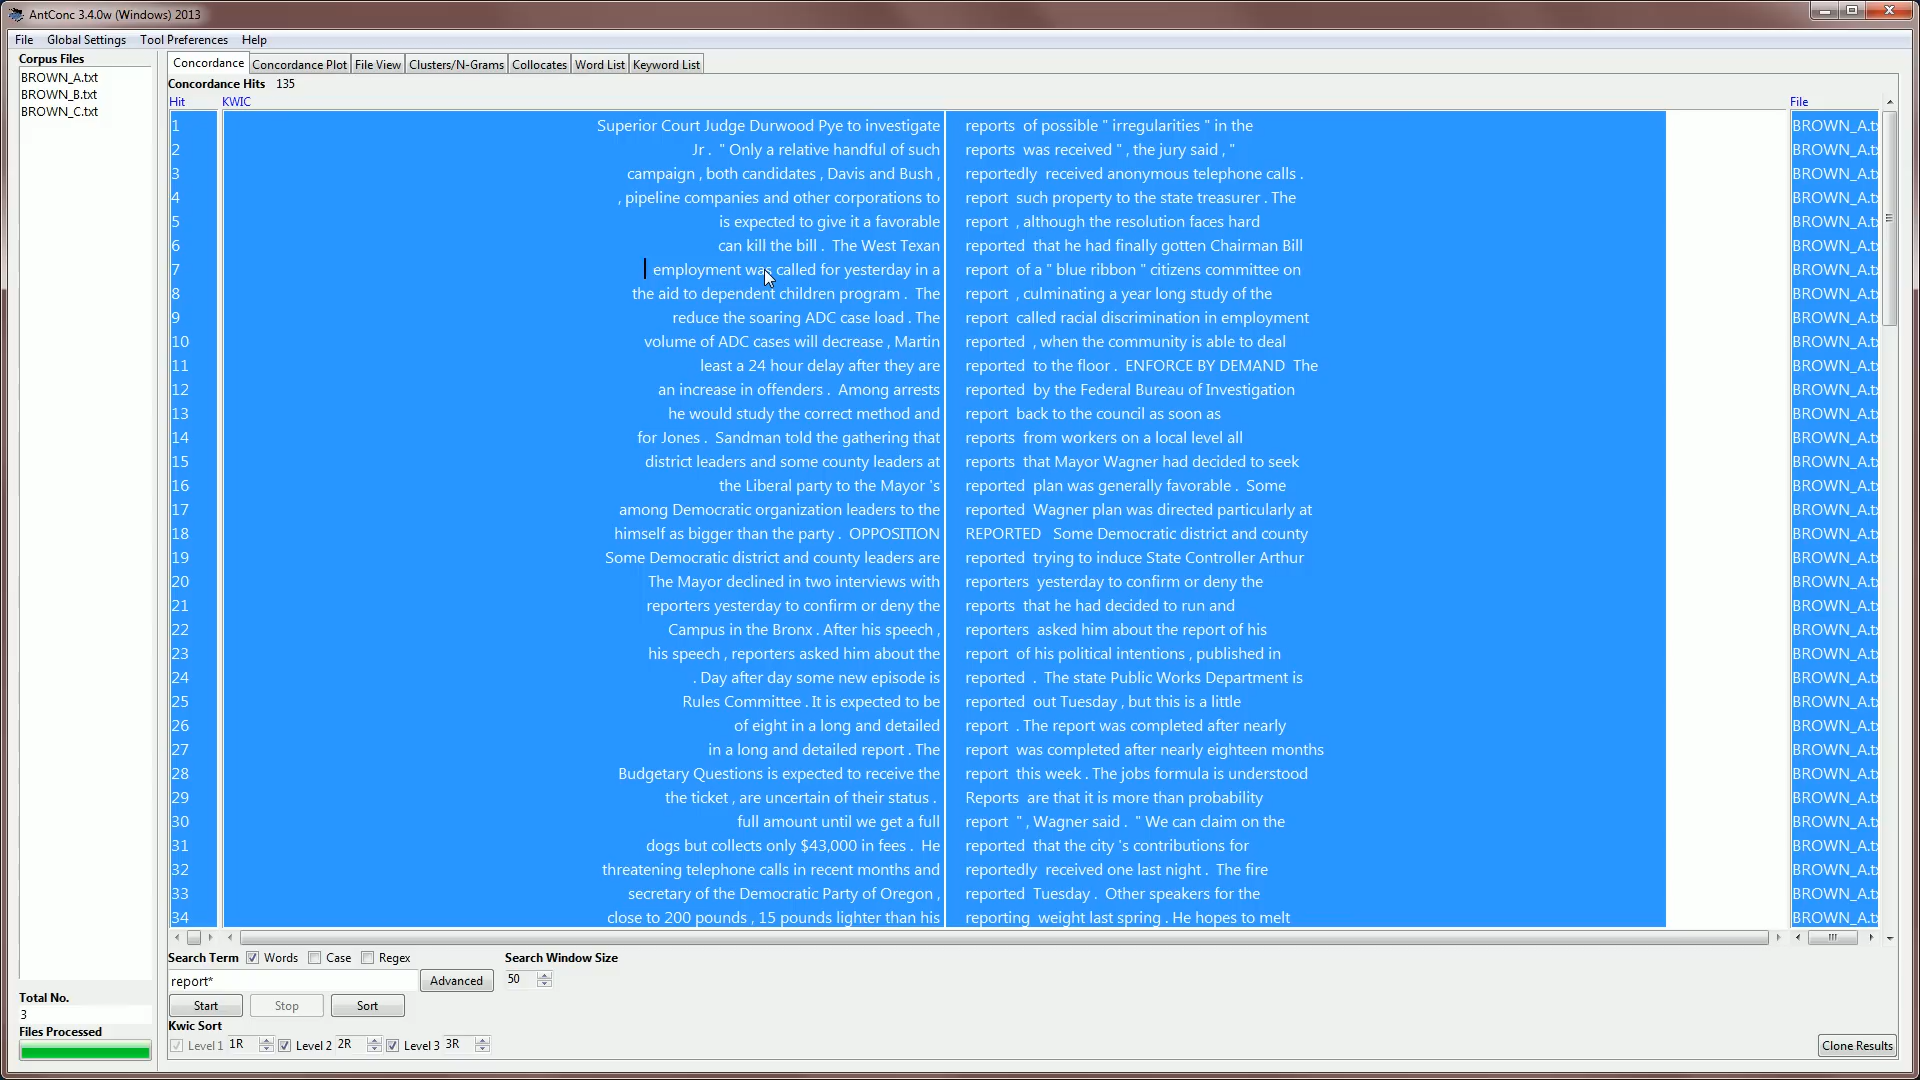 AntConc 3.4.0w (Windows) 2013
File Global Settings Tool Preferences Help
Corpus Files
BROWN_A.txt
BROWN_B.txt
BROWN_C.txt
Concordance Concordance Plot File View Clusters/N-Grams Collocates Word List Keyword List
Concordance Hits 135
Hit KWIC File
1 Superior Court Judge Durwood Pye to investigate reports of possible " irregularities " in the BROWN_A.t
2 Jr . " Only a relative handful of such reports was received " , the jury said , " BROWN_A.t
3 campaign , both candidates , Davis and Bush , reportedly received anonymous telephone calls . BROWN_A.t
4 , pipeline companies and other corporations to report such property to the state treasurer . The BROWN_A.t
5 is expected to give it a favorable report , although the resolution faces hard BROWN_A.t
6 can kill the bill . The West Texan reported that he had finally gotten Chairman Bill BROWN_A.t
7 employment was called for yesterday in a report of a " blue ribbon " citizens committee on BROWN_A.t
8 the aid to dependent children program . The report , culminating a year long study of the BROWN_A.t
9 reduce the soaring ADC case load . The report called racial discrimination in employment BROWN_A.t
10 volume of ADC cases will decrease , Martin reported , when the community is able to deal BROWN_A.t
11 least a 24 hour delay after they are reported to the floor . ENFORCE BY DEMAND The BROWN_A.t
12 an increase in offenders . Among arrests reported by the Federal Bureau of Investigation BROWN_A.t
13 he would study the correct method and report back to the council as soon as BROWN_A.t
14 for Jones . Sandman told the gathering that reports from workers on a local level all BROWN_A.t
15 district leaders and some county leaders at reports that Mayor Wagner had decided to seek BROWN_A.t
16 the Liberal party to the Mayor 's reported plan was generally favorable . Some BROWN_A.t
17 among Democratic organization leaders to the reported Wagner plan was directed particularly at BROWN_A.t
18 himself as bigger than the party . OPPOSITION REPORTED Some Democratic district and county BROWN_A.t
19 Some Democratic district and county leaders are reported trying to induce State Controller Arthur BROWN_A.t
20 The Mayor declined in two interviews with reporters yesterday to confirm or deny the BROWN_A.t
21 reporters yesterday to confirm or deny the reports that he had decided to run and BROWN_A.t
22 Campus in the Bronx . After his speech , reporters asked him about the report of his BROWN_A.t
23 his speech , reporters asked him about the report of his political intentions , published in BROWN_A.t
24 . Day after day some new episode is reported . The state Public Works Department is BROWN_A.t
25 Rules Committee . It is expected to be reported out Tuesday , but this is a little BROWN_A.t
26 of eight in a long and detailed report . The report was completed after nearly BROWN_A.t
27 in a long and detailed report . The report was completed after nearly eighteen months BROWN_A.t
28 Budgetary Questions is expected to receive the report this week . The jobs formula is understood BROWN_A.t
29 the ticket , are uncertain of their status . Reports are that it is more than probability BROWN_A.t
30 full amount until we get a full report " , Wagner said . " We can claim on the BROWN_A.t
31 dogs but collects only $43,000 in fees . He reported that the city 's contributions for BROWN_A.t
32 threatening telephone calls in recent months and reportedly received one last night . The fire BROWN_A.t
33 secretary of the Democratic Party of Oregon , reported Tuesday . Other speakers for the BROWN_A.t
34 close to 200 pounds , 15 pounds lighter than his reporting weight last spring . He hopes to melt BROWN_A.t
Search Term Words Case Regex Search Window Size
report* Advanced 50
Start Stop Sort
Kwic Sort
Level 1 1R Level 2 2R Level 3 3R
Clone Results
Total No.
3
Files Processed